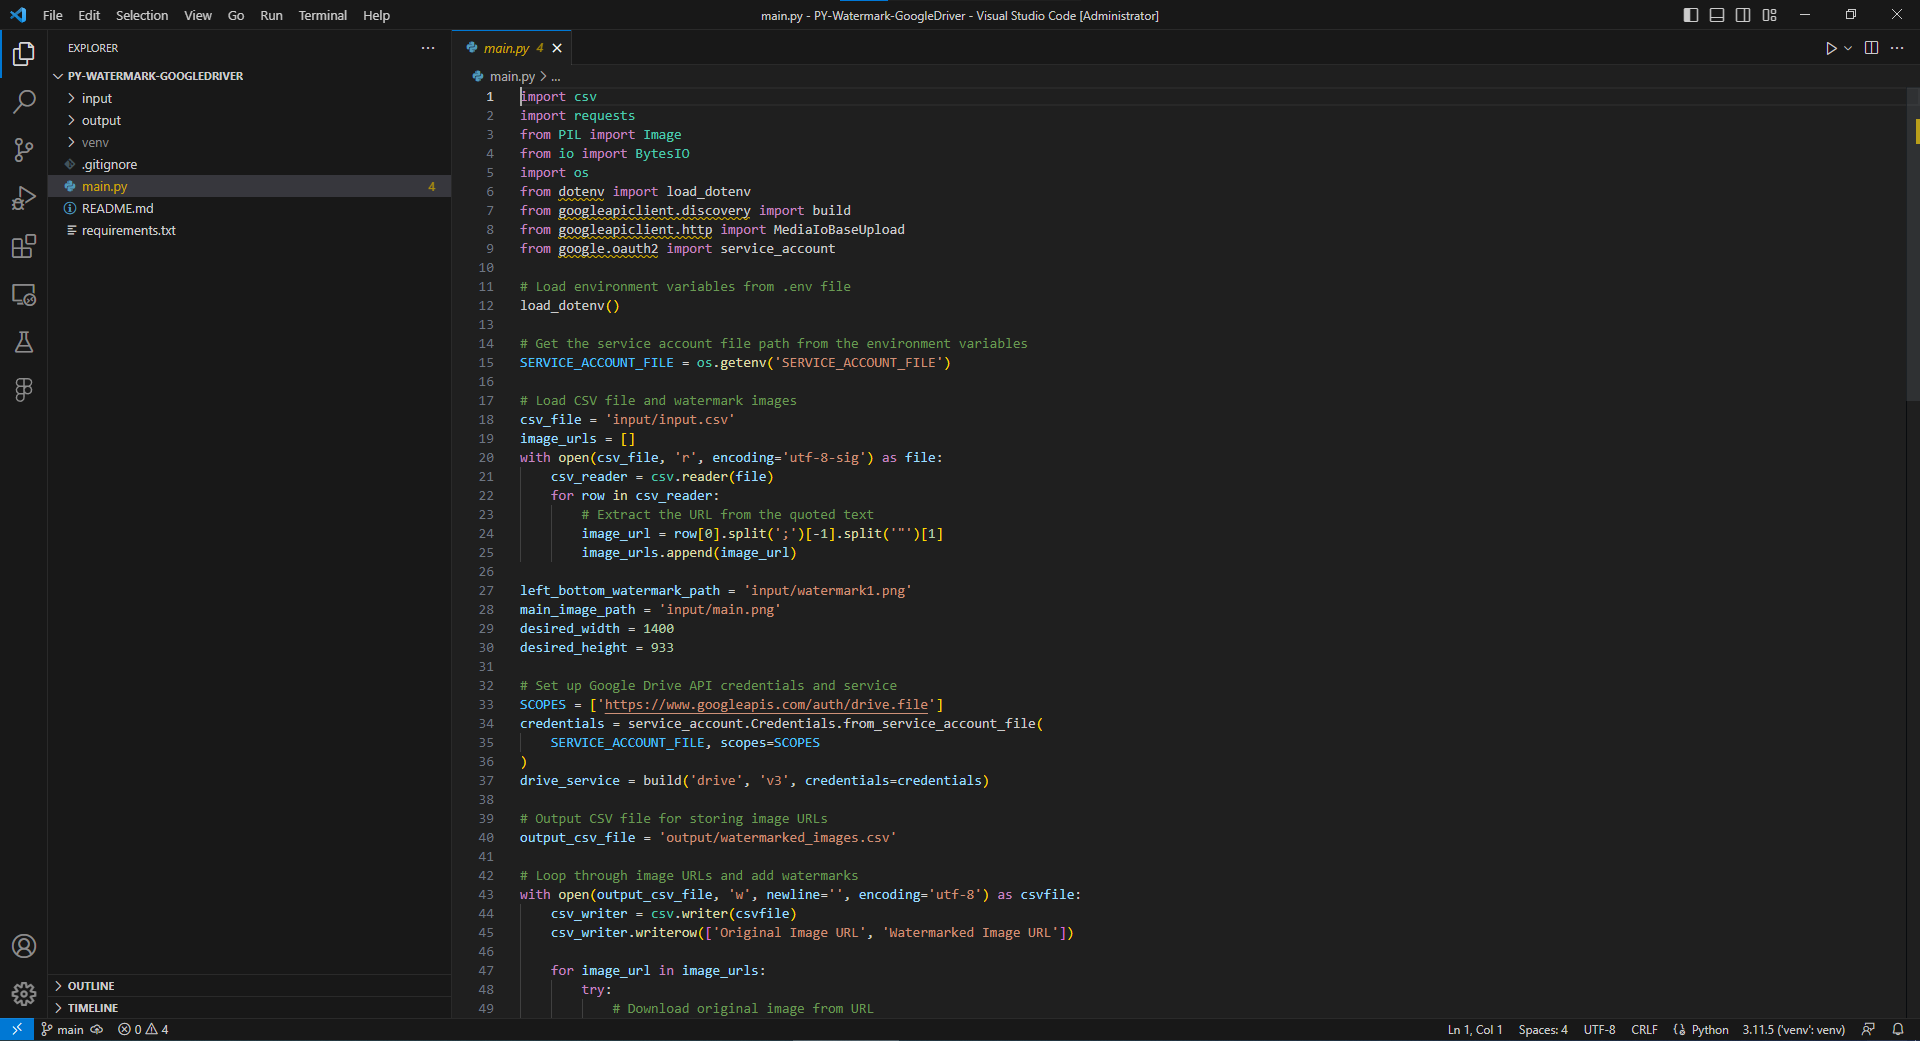 File Edit Selection View Go Run Terminal Help
main.py - PY-Watermark-GoogleDriver - Visual Studio Code [Administrator]
EXPLORER
PY-WATERMARK-GOOGLEDRIVER
input
output
venv
.gitignore
main.py 4
README.md
requirements.txt
OUTLINE
TIMELINE
main.py 4
main.py > ...
1 import csv
2 import requests
3 from PIL import Image
4 from io import BytesIO
5 import os
6 from dotenv import load_dotenv
7 from googleapiclient.discovery import build
8 from googleapiclient.http import MediaIoBaseUpload
9 from google.oauth2 import service_account
10
11 # Load environment variables from .env file
12 load_dotenv()
13
14 # Get the service account file path from the environment variables
15 SERVICE_ACCOUNT_FILE = os.getenv('SERVICE_ACCOUNT_FILE')
16
17 # Load CSV file and watermark images
18 csv_file = 'input/input.csv'
19 image_urls = []
20 with open(csv_file, 'r', encoding='utf-8-sig') as file:
21     csv_reader = csv.reader(file)
22     for row in csv_reader:
23         # Extract the URL from the quoted text
24         image_url = row[0].split(';')[-1].split('"')[1]
25         image_urls.append(image_url)
26
27 left_bottom_watermark_path = 'input/watermark1.png'
28 main_image_path = 'input/main.png'
29 desired_width = 1400
30 desired_height = 933
31
32 # Set up Google Drive API credentials and service
33 SCOPES = ['https://www.googleapis.com/auth/drive.file']
34 credentials = service_account.Credentials.from_service_account_file(
35     SERVICE_ACCOUNT_FILE, scopes=SCOPES
36 )
37 drive_service = build('drive', 'v3', credentials=credentials)
38
39 # Output CSV file for storing image URLs
40 output_csv_file = 'output/watermarked_images.csv'
41
42 # Loop through image URLs and add watermarks
43 with open(output_csv_file, 'w', newline='', encoding='utf-8') as csvfile:
44     csv_writer = csv.writer(csvfile)
45     csv_writer.writerow(['Original Image URL', 'Watermarked Image URL'])
46
47     for image_url in image_urls:
48         try:
49             # Download original image from URL
main 0 4
Ln 1, Col 1 Spaces: 4 UTF-8 CRLF Python 3.11.5 ('venv': venv)